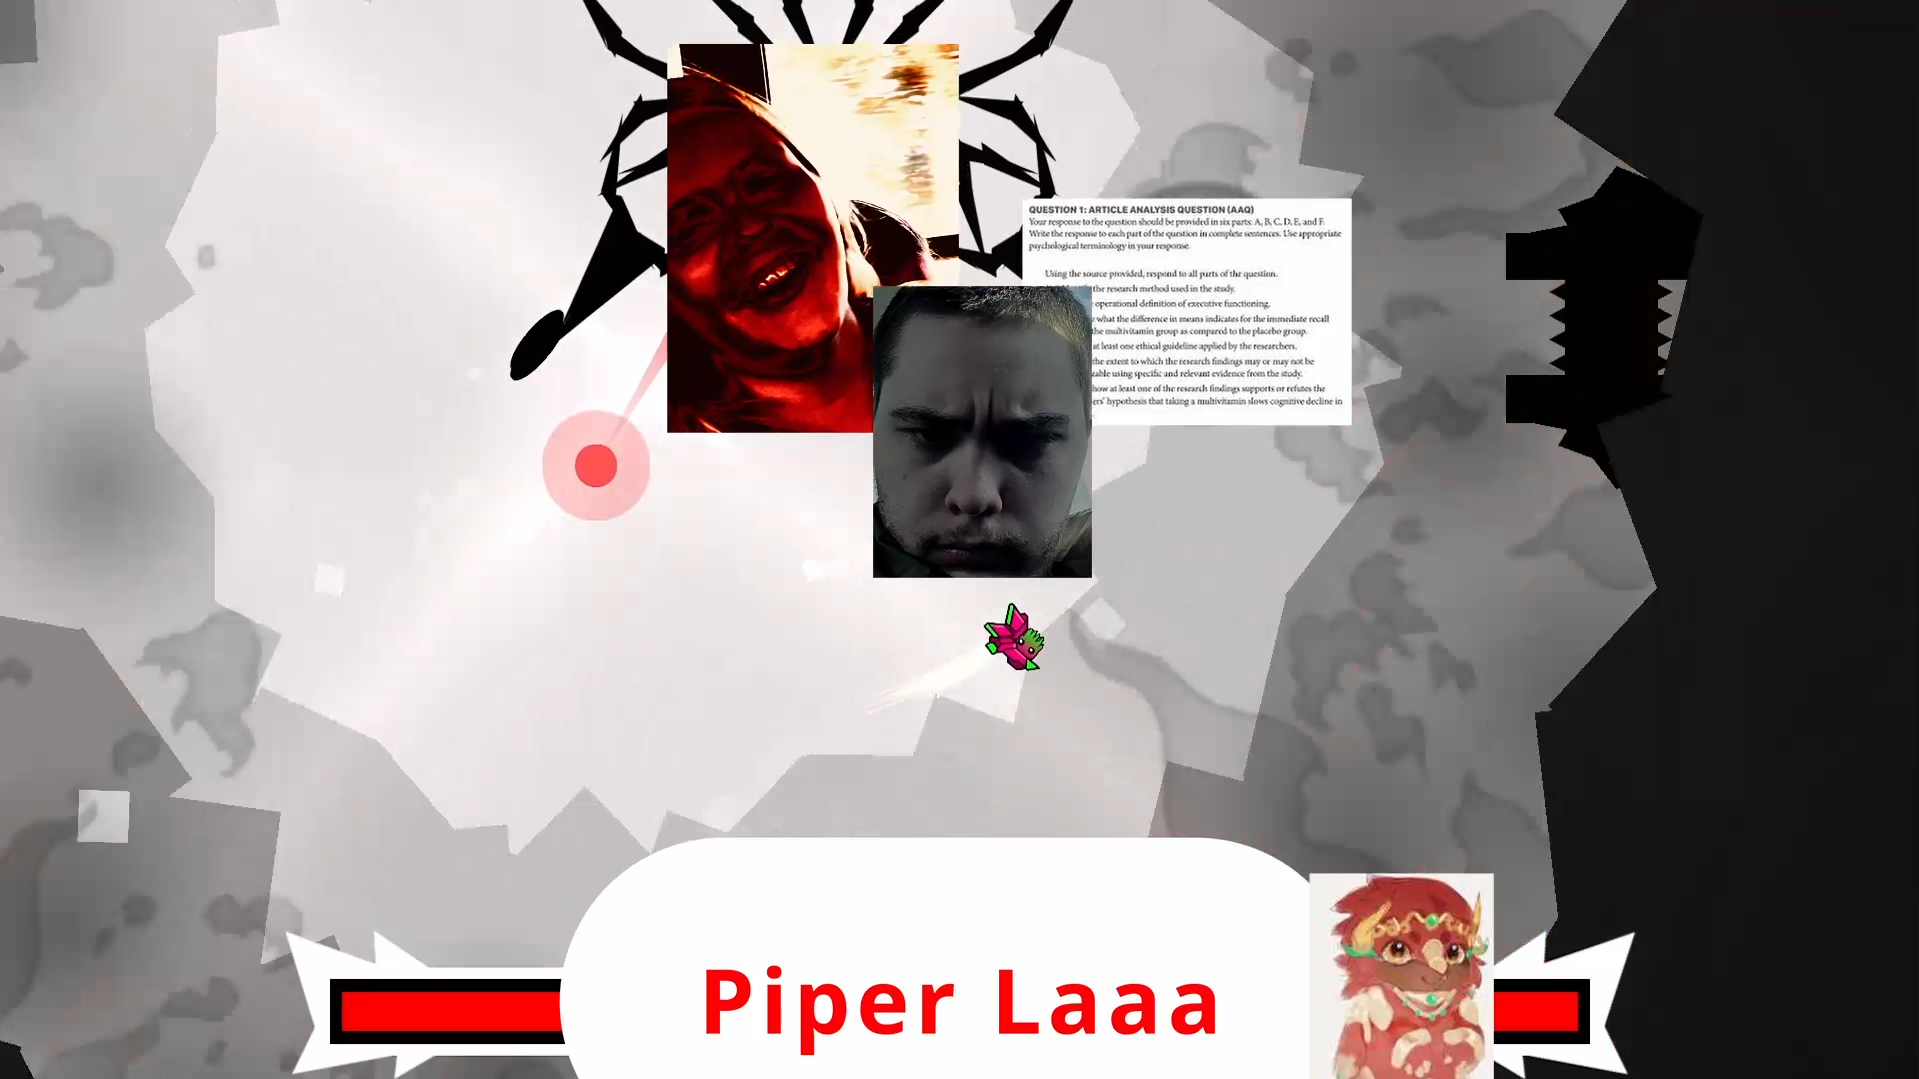 QUESTION 1: ARTICLE ANALYSIS QUESTION (AAQ)
Your response to the question should be provided in six parts: A, B, C, D, E, and F.
Write the response to each part of the question in complete sentences. Use appropriate
psychological terminology in your response.
Using the source provided, respond to all parts of the question.
the research method used in the study.
operational definition of executive functioning.
what the difference in means indicates for the immediate recall
the multivitamin group as compared to the placebo group.
at least one ethical guideline applied by the researchers.
the extent to which the research findings may or may not be
using specific and relevant evidence from the study.
how at least one of the research findings supports or refutes the
hypothesis that taking a multivitamin slows cognitive decline in
Piper Laaa